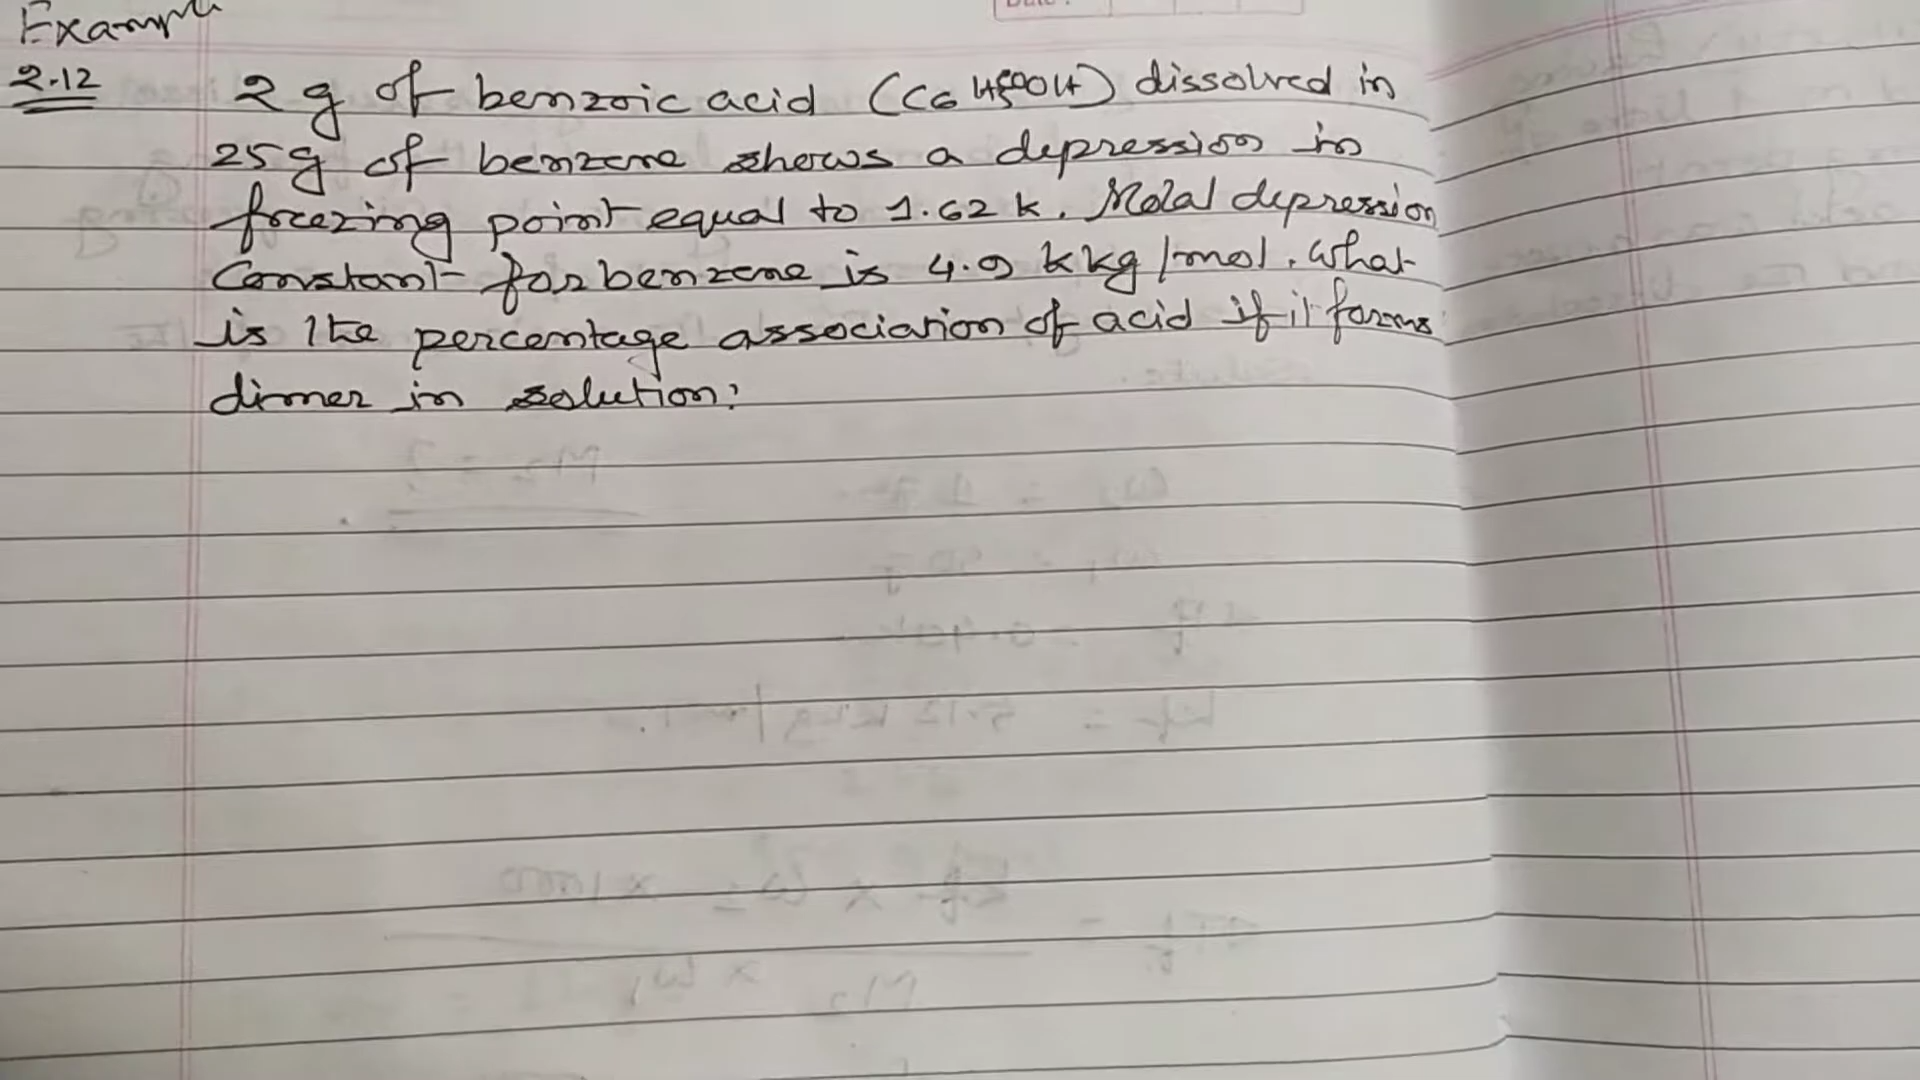 Example
2.12 2 g of benzoic acid (C6H5COOH) dissolved in
25 g of benzene shows a depression in
freezing point equal to 1.62 K. Molal depression
Constant for benzene is 4.9 K kg/mol. What
is the percentage association of acid if it forms
dimer in solution?